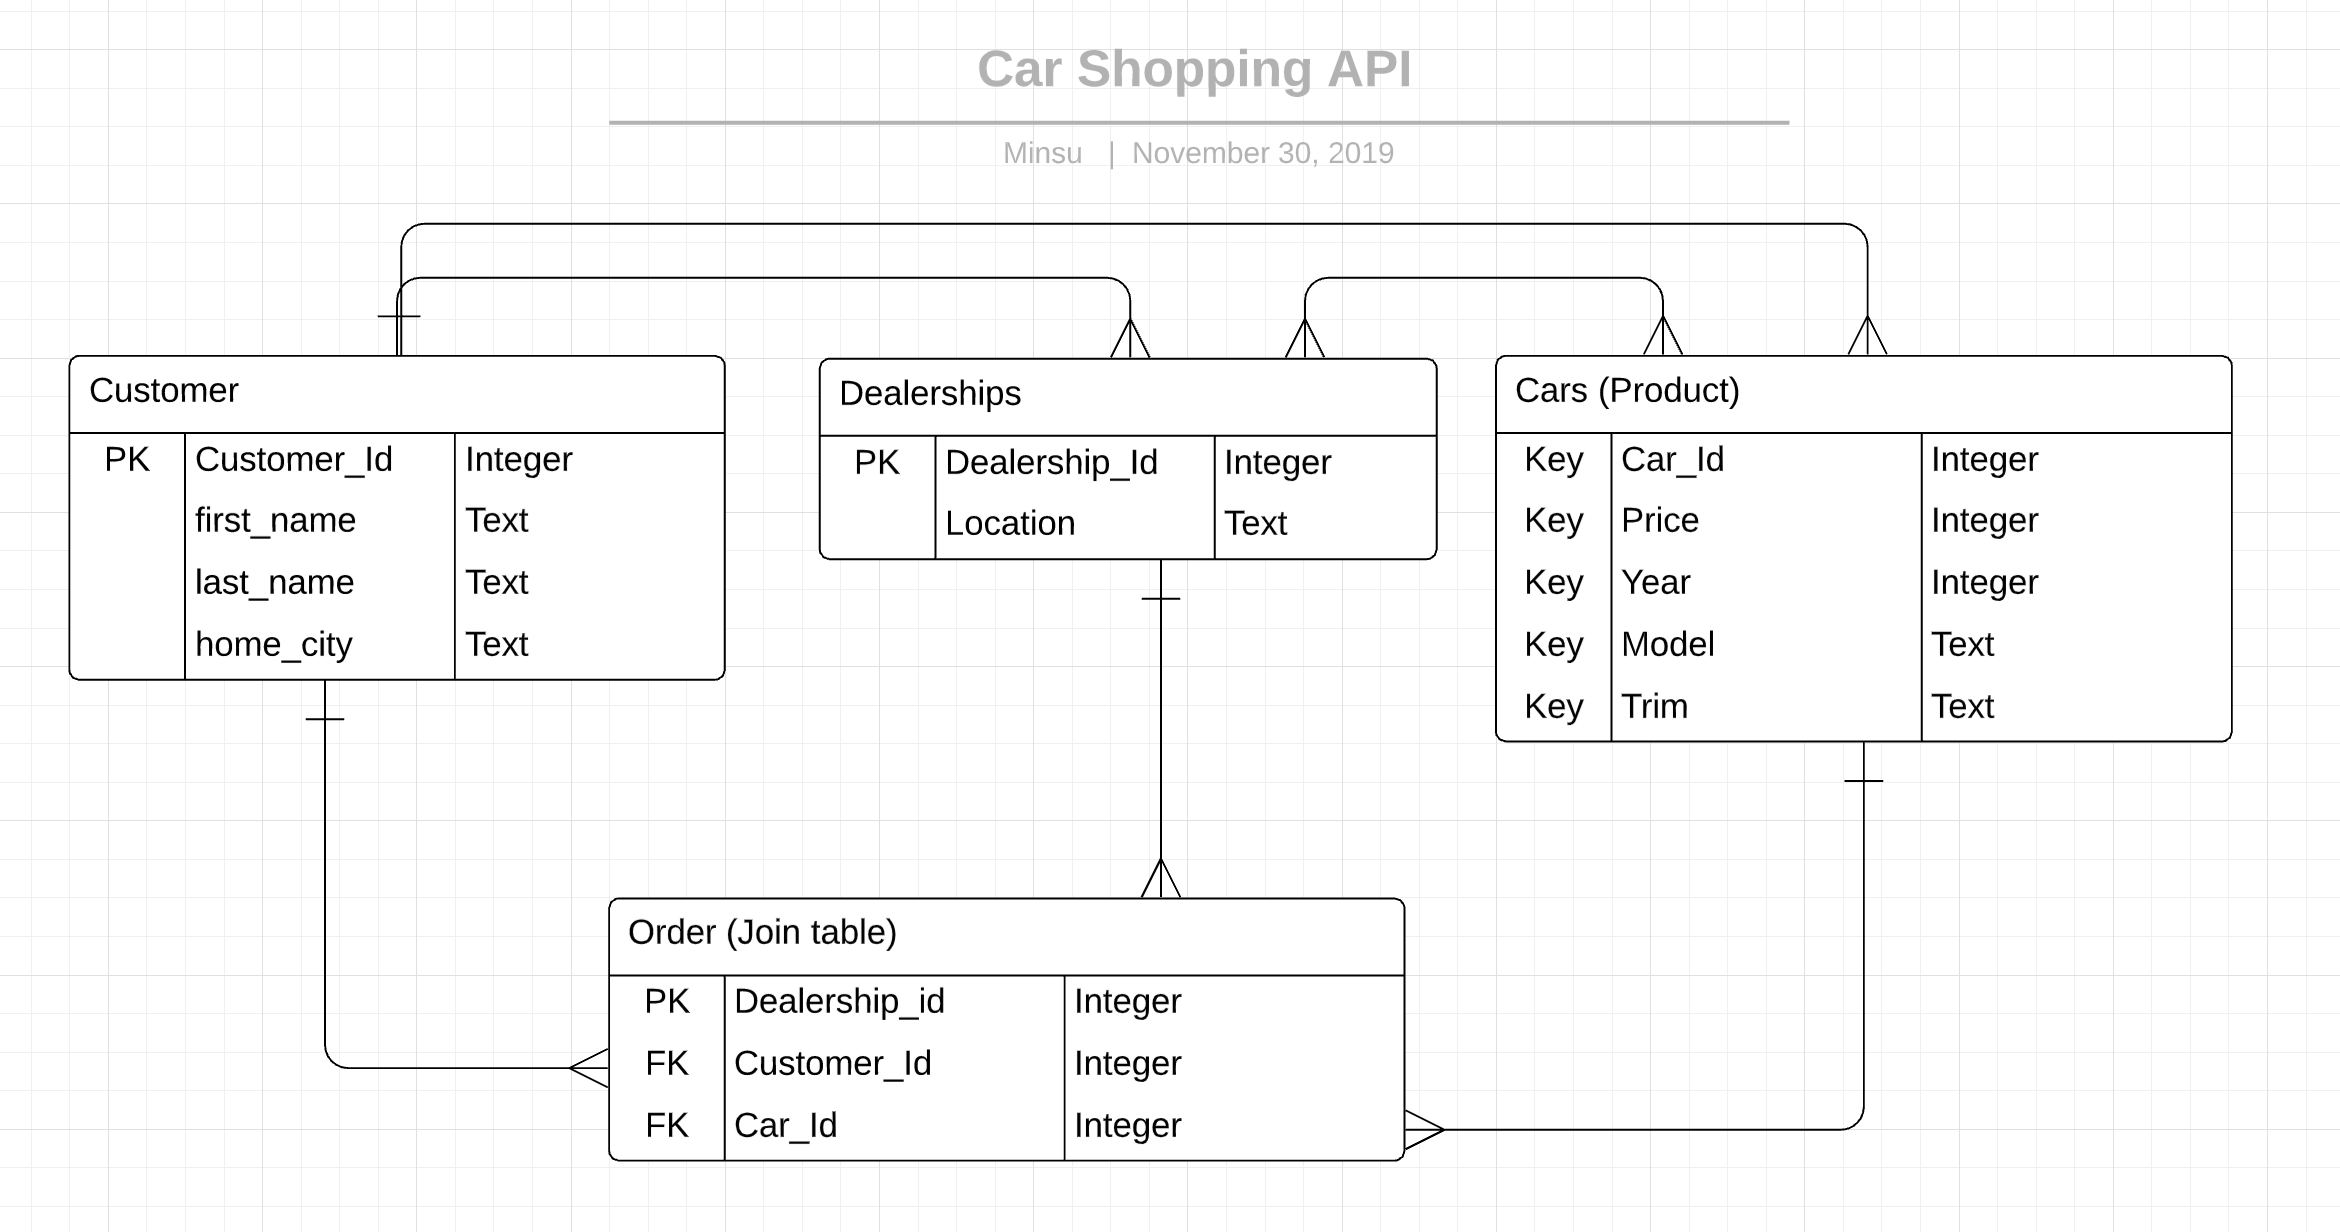 Car Shopping API
Minsu | November 30, 2019
Customer
PK Customer_Id Integer
first_name Text
last_name Text
home_city Text
Dealerships
PK Dealership_Id Integer
Location Text
Cars (Product)
Key Car_Id Integer
Key Price Integer
Key Year Integer
Key Model Text
Key Trim Text
Order (Join table)
PK Dealership_id Integer
FK Customer_Id Integer
FK Car_Id Integer